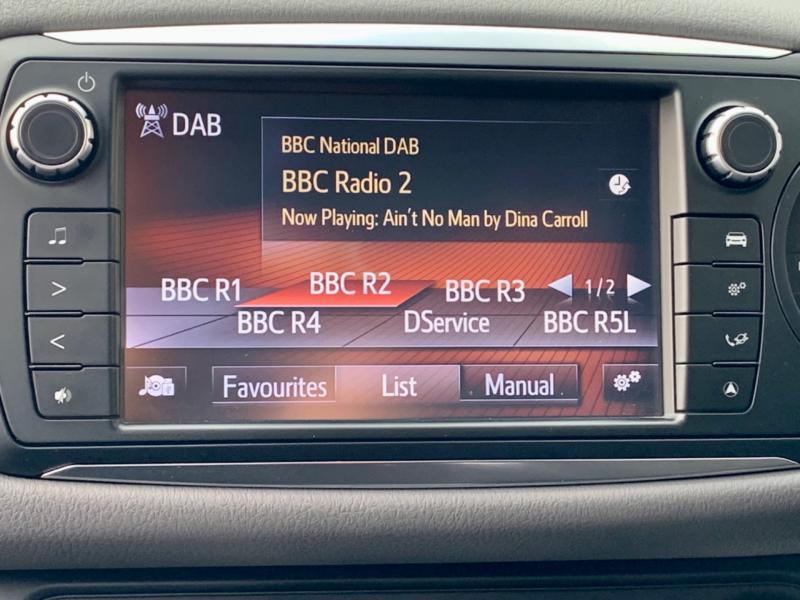 DAB
BBC National DAB
BBC Radio 2
Now Playing: Ain't No Man by Dina Carroll
BBC R1 BBC R2 BBC R3 1/2
BBC R4 DService BBC R5L
Favourites List Manual